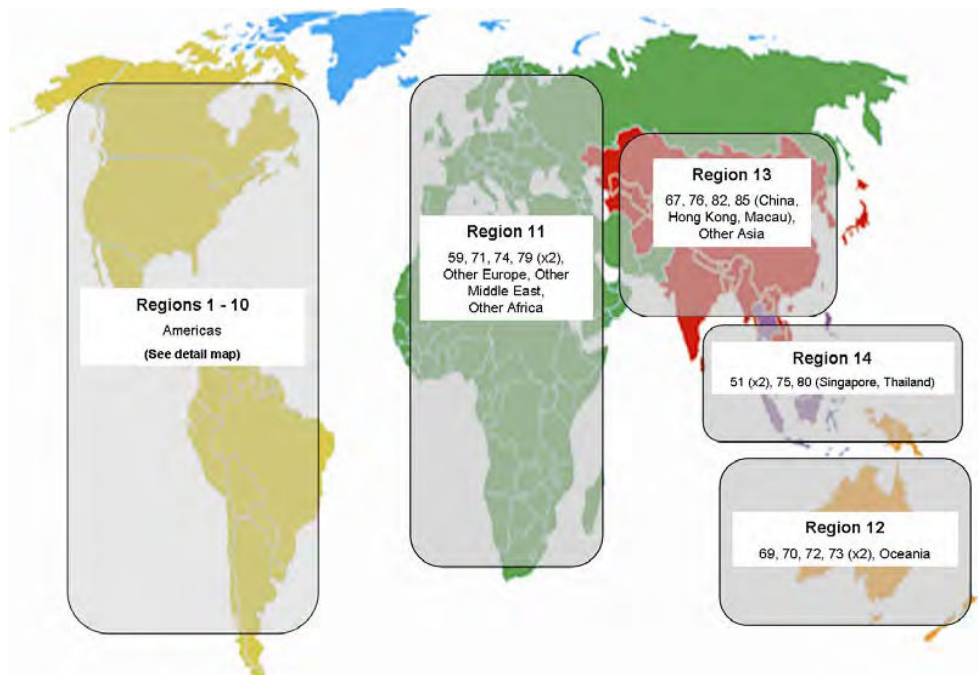 Regions 1 - 10
Americas
(See detail map)
Region 11
59, 71, 74, 79 (x2),
Other Europe, Other
Middle East,
Other Africa
Region 13
67, 76, 82, 85 (China,
Hong Kong, Macau),
Other Asia
Region 14
51 (x2), 75, 80 (Singapore, Thailand)
Region 12
69, 70, 72, 73 (x2), Oceania